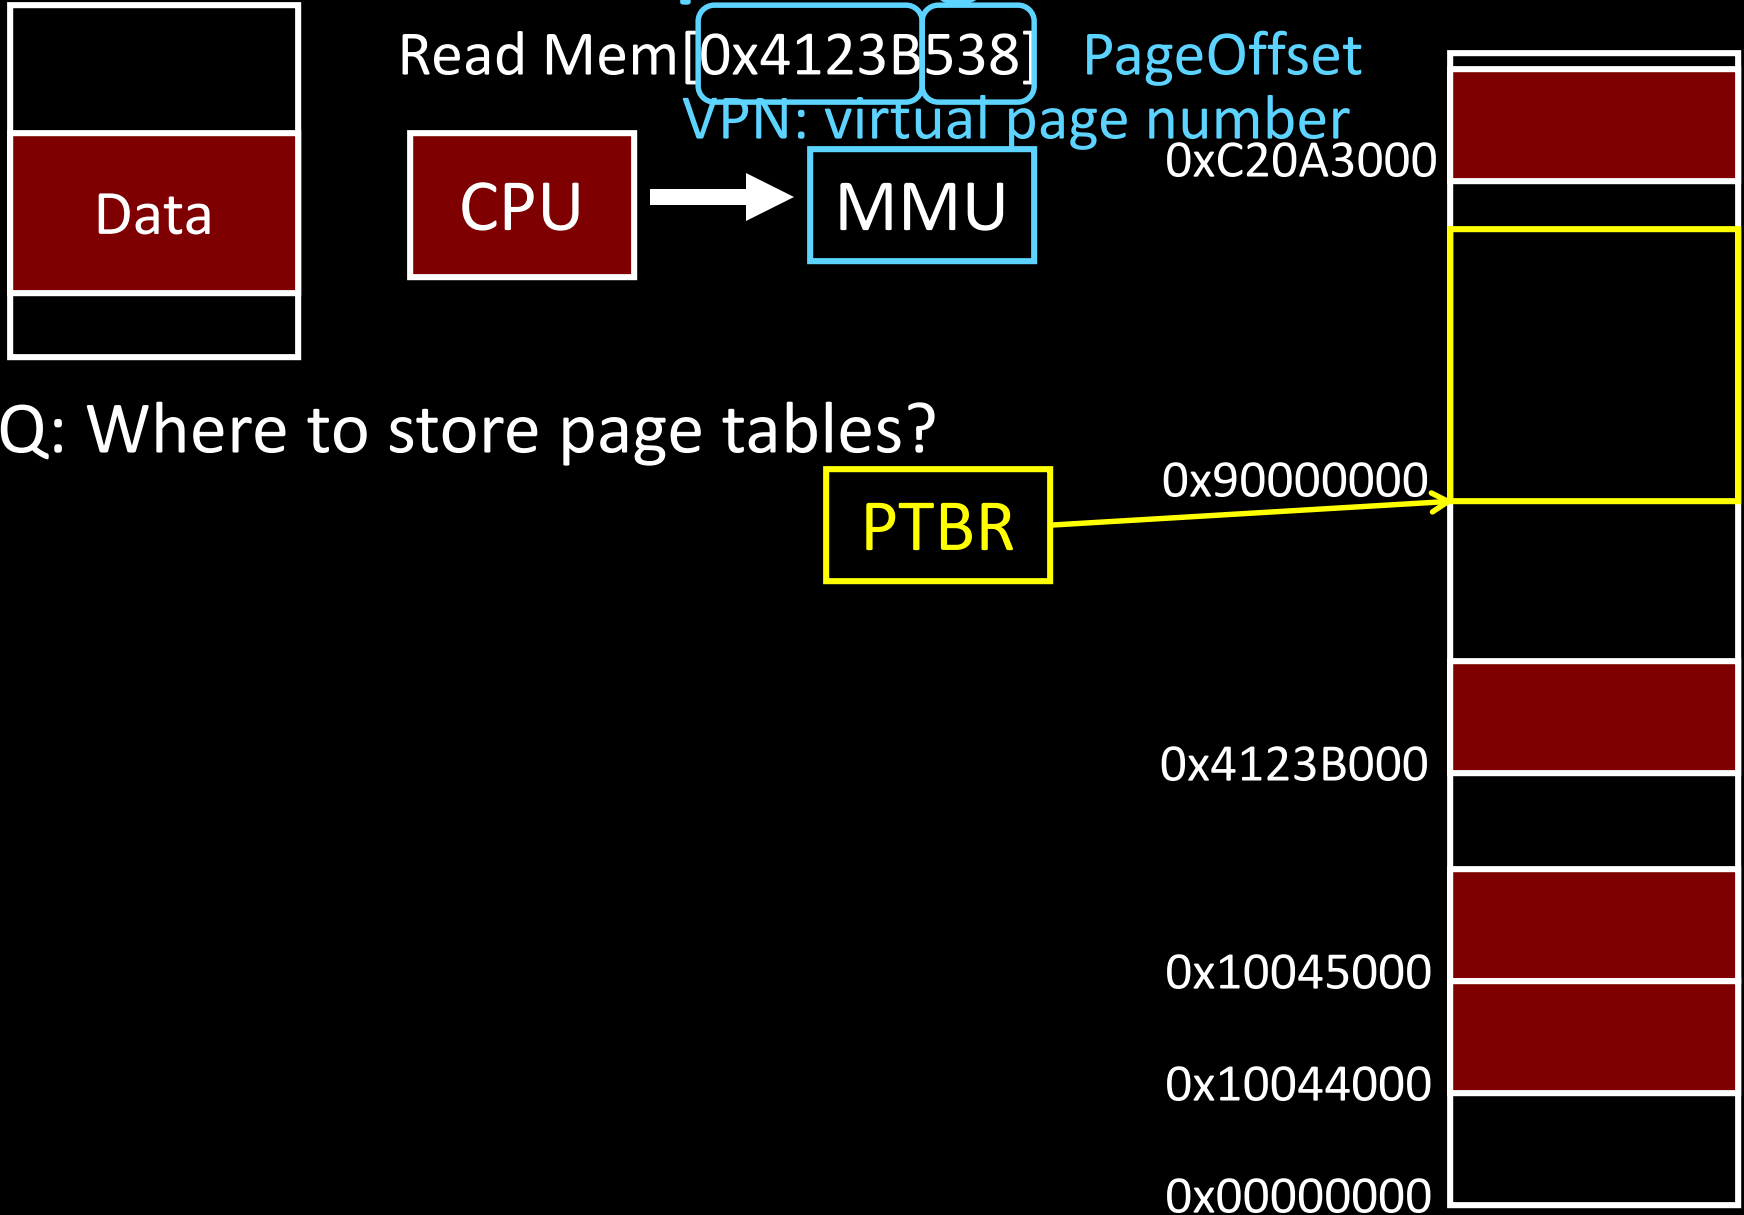 Read Mem[0x4123B538]
PageOffset
VPN: virtual page number
0xC20A3000
Data
CPU
MMU
Q: Where to store page tables?
0x90000000
PTBR
0x4123B000
0x10045000
0x10044000
0x00000000